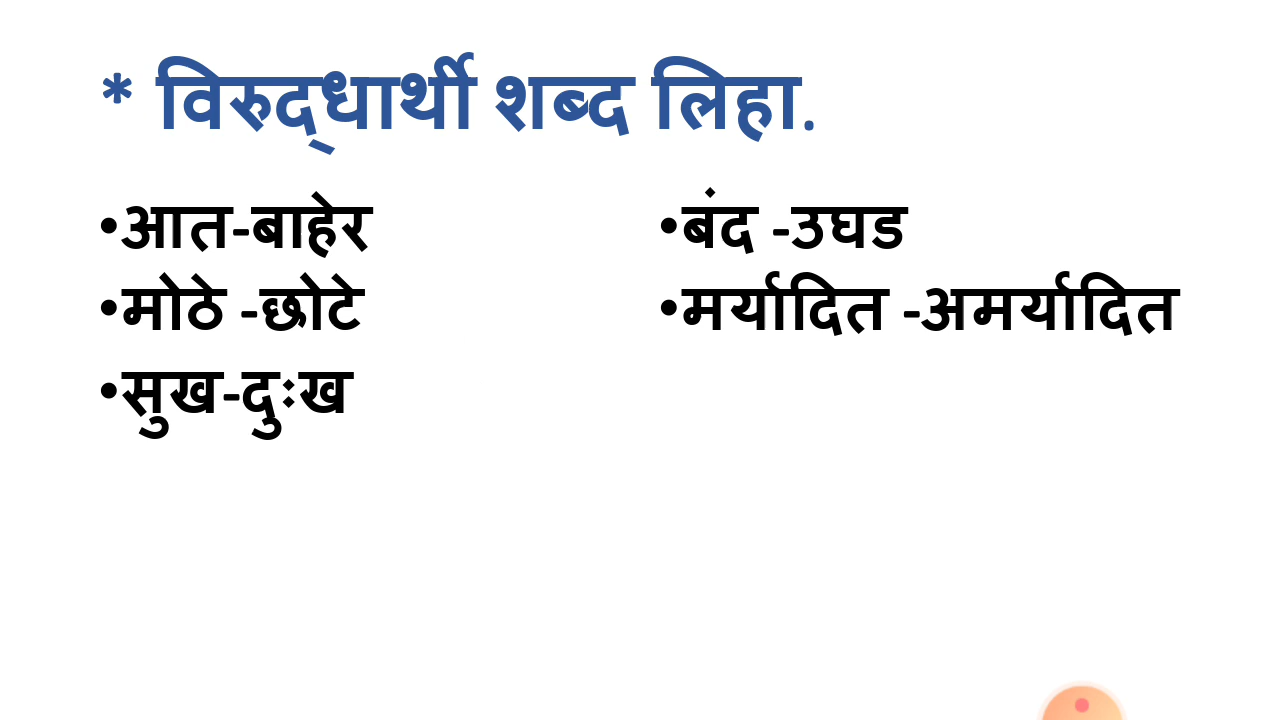 * विरुद्‌धार्थी शब्द लिहा.
•आत-बाहेर
•मोठे -छोटे
•सुख-दुःख
•बंद -उघड
•मर्यादित -अमर्यादित